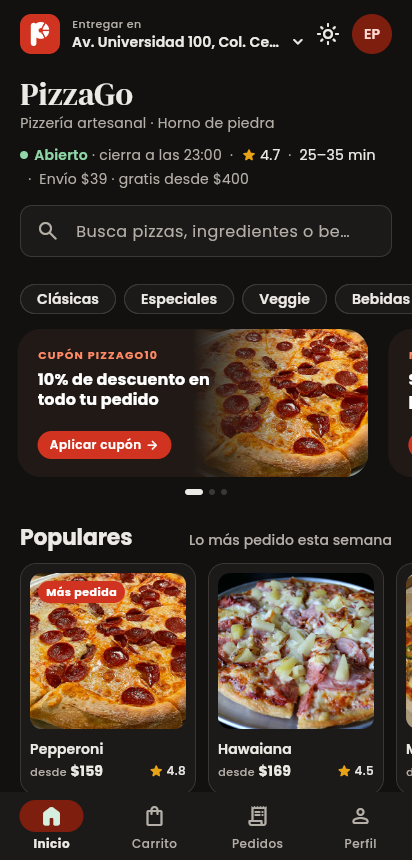 Entregar en
Av. Universidad 100, Col. Ce...
EP
PizzaGo
Pizzería artesanal · Horno de piedra
Abierto · cierra a las 23:00 · 4.7 · 25–35 min
· Envío $39 · gratis desde $400
Busca pizzas, ingredientes o be...
Clásicas Especiales Veggie Bebidas
CUPÓN PIZZAGO10
10% de descuento en
todo tu pedido
Aplicar cupón →
Populares
Lo más pedido esta semana
Más pedida
Pepperoni
desde $159 4.8
Hawaiana
desde $169 4.5
Inicio Carrito Pedidos Perfil